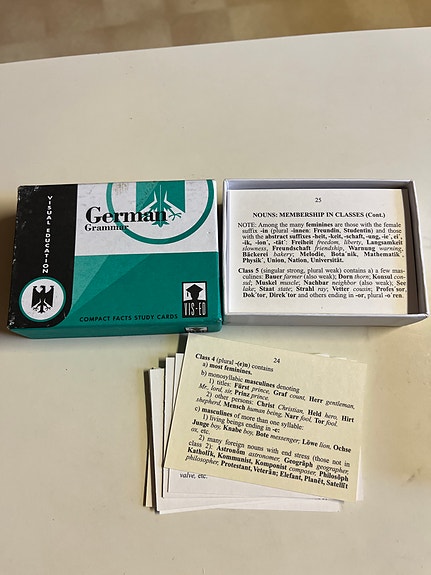 VISUAL EDUCATION
German
Grammar
VIS-ED
COMPACT FACTS STUDY CARDS
25
NOUNS: MEMBERSHIP IN CLASSES (Cont.)
NOTE: Among the many feminines are those with the female
suffix -in (plural -innen: Freundin, Studentin) and those
with the abstract suffixes -heit, -keit, -schaft, -ung, -ie´, ei´,
-ik, -ion´, -tät´: Freiheit freedom, liberty, Langsamkeit
slowness, Freundschaft friendship, Warnung warning,
Bäckerei bakery; Melodie, Bota´nik, Mathematik´,
Physik´, Union, Nation, Universität.
Class 5 (singular strong, plural weak) contains a) a few mas-
culines: Bauer farmer (also weak); Dorn thorn; Konsul con-
sul; Muskel muscle; Nachbar neighbor (also weak); See
lake; Staat state; Strahl ray; Vetter cousin; Profes´sor,
Dok´tor, Direk´tor and others ending in -or, plural -o´ren.
24
Class 4 (plural -(e)n) contains
a) most feminines.
b) monosyllabic masculines denoting
1) titles: Fürst prince, Graf count, Herr gentleman,
Mr., lord, sir, Prinz prince.
2) other persons: Christ Christian, Held hero, Hirt
shepherd, Mensch human being, Narr fool, Tor fool.
c) masculines of more than one syllable:
1) living beings ending in -e:
Junge boy, Knabe boy, Bote messenger; Löwe lion, Ochse
ox, etc.
2) many foreign nouns with end stress (those not in
class 2): Astronom astronomer, Geograph geographer,
Katholik, Kommunist, Komponist composer, Philosoph
philosopher, Protestant, Veteran; Elefant, Planet, Satellit
valve, etc.